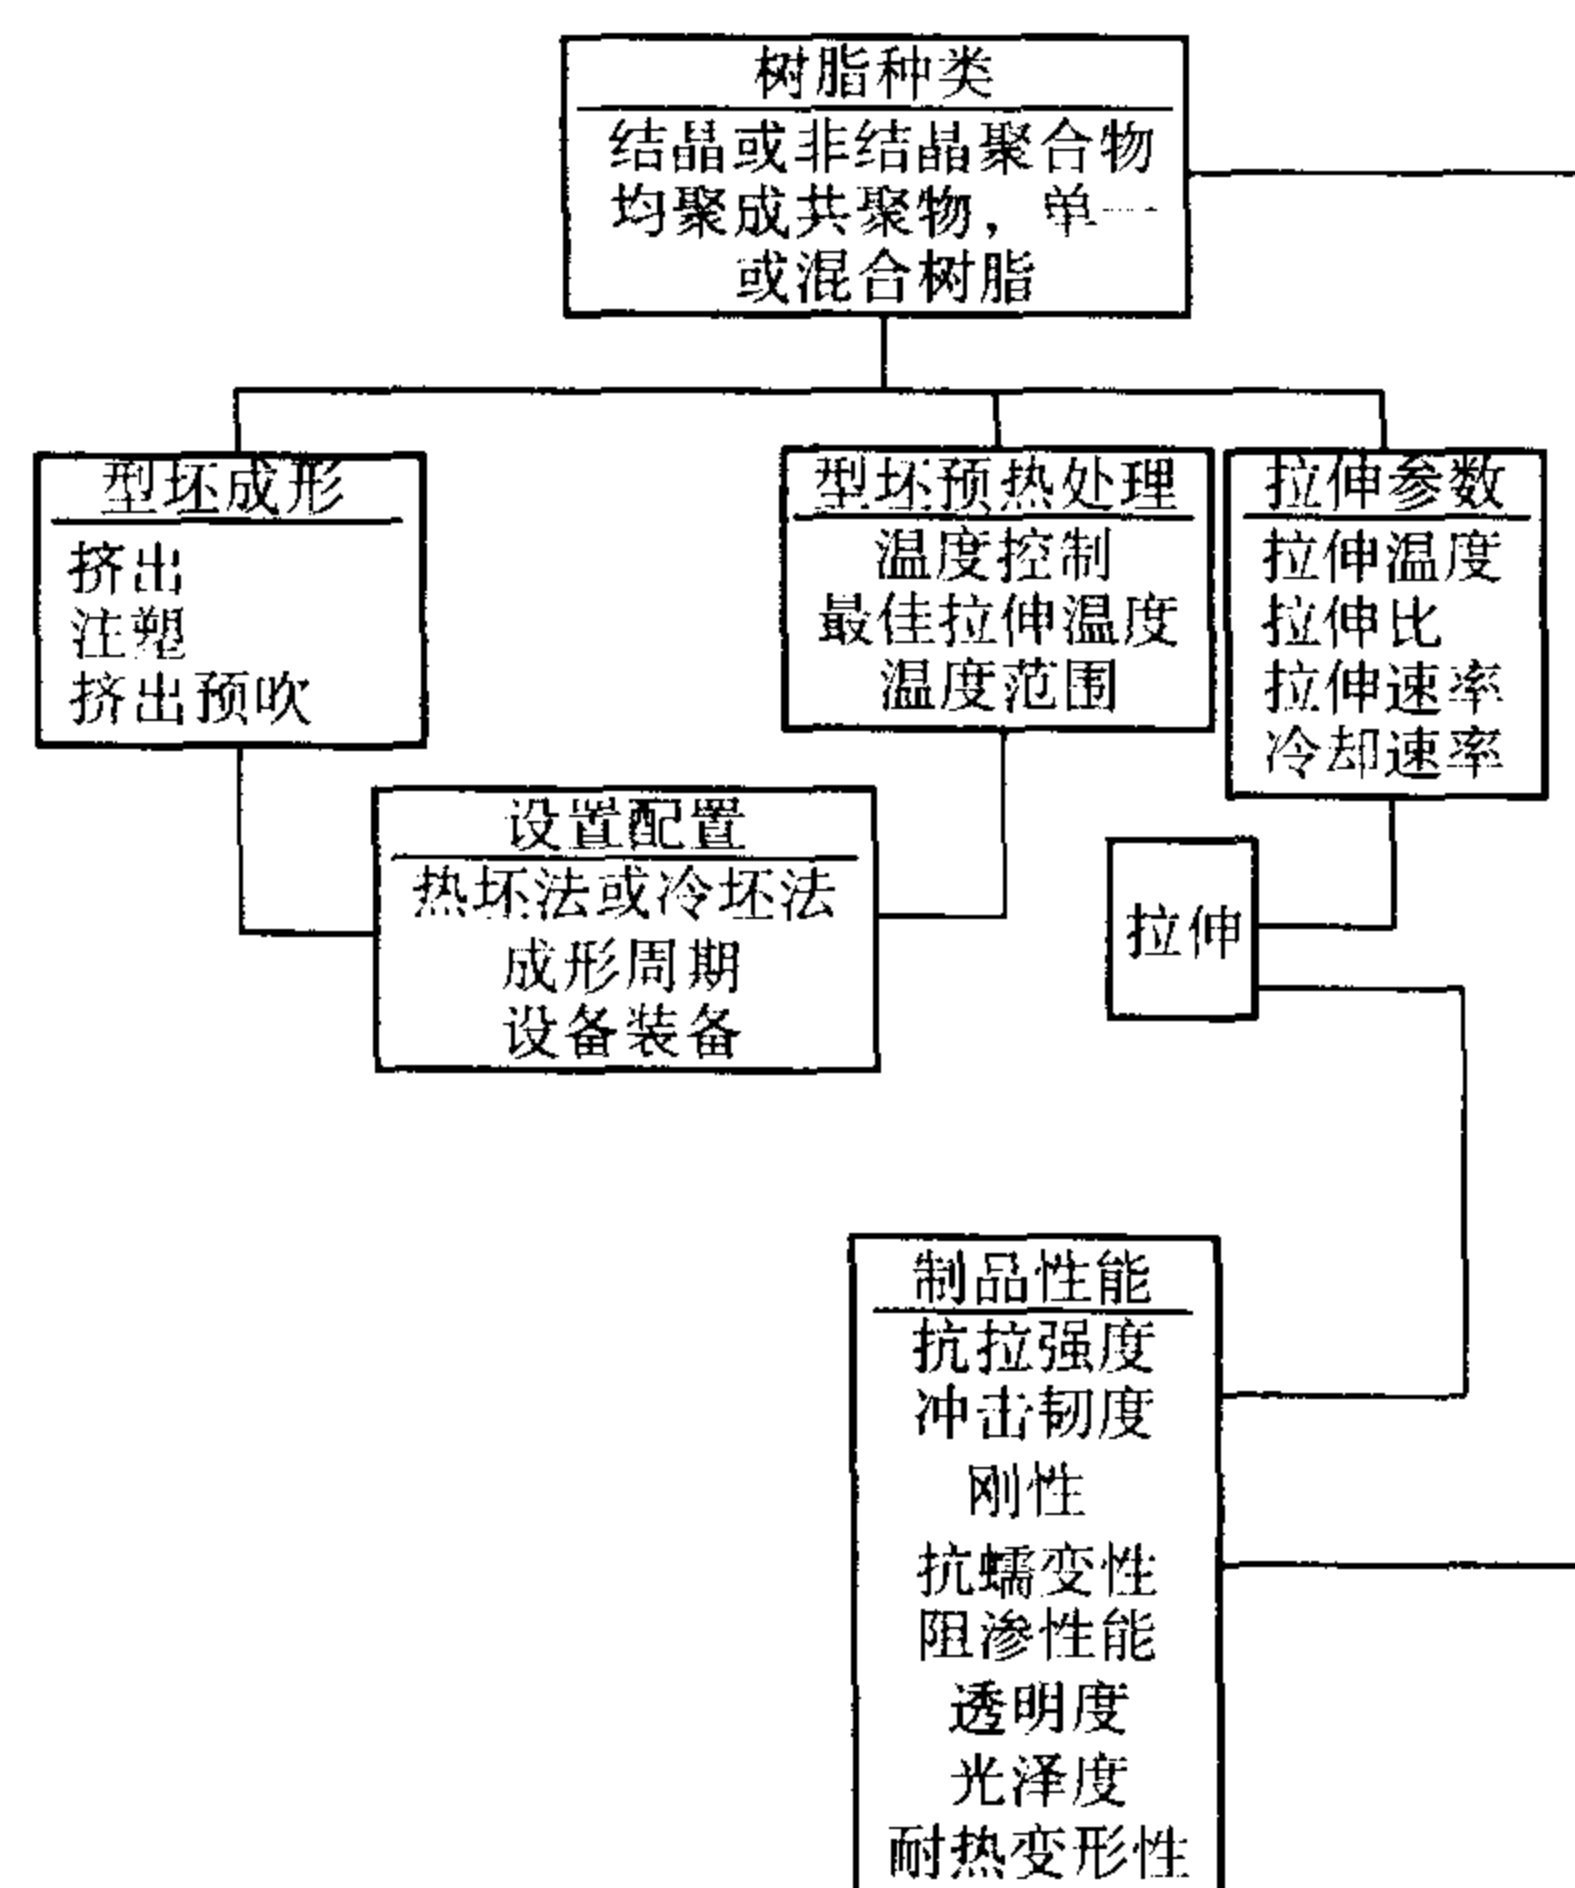 树脂种类
结晶或非结晶聚合物
均聚成共聚物，单一
或混合树脂
型坯成形
挤出
注塑
挤出预吹
型坯预热处理
温度控制
最佳拉伸温度
温度范围
拉伸参数
拉伸温度
拉伸比
拉伸速率
冷却速率
设置配置
热坯法或冷坯法
成形周期
设备装备
拉伸
制品性能
抗拉强度
冲击韧度
刚性
抗蠕变性
阻渗性能
透明度
光泽度
耐热变形性